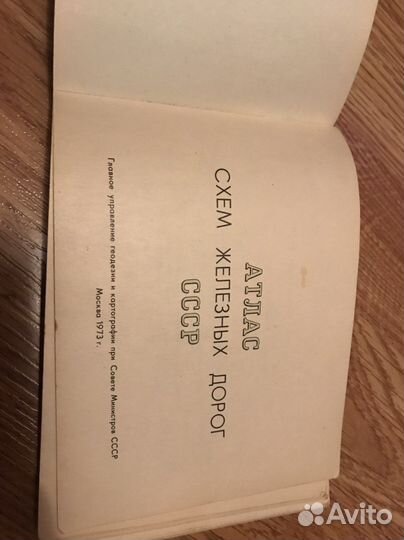 АТЛАС
СХЕМ ЖЕЛЕЗНЫХ ДОРОГ
СССР
Главное управление геодезии и картографии при Совете Министров СССР
Москва 1973 г.
Avito